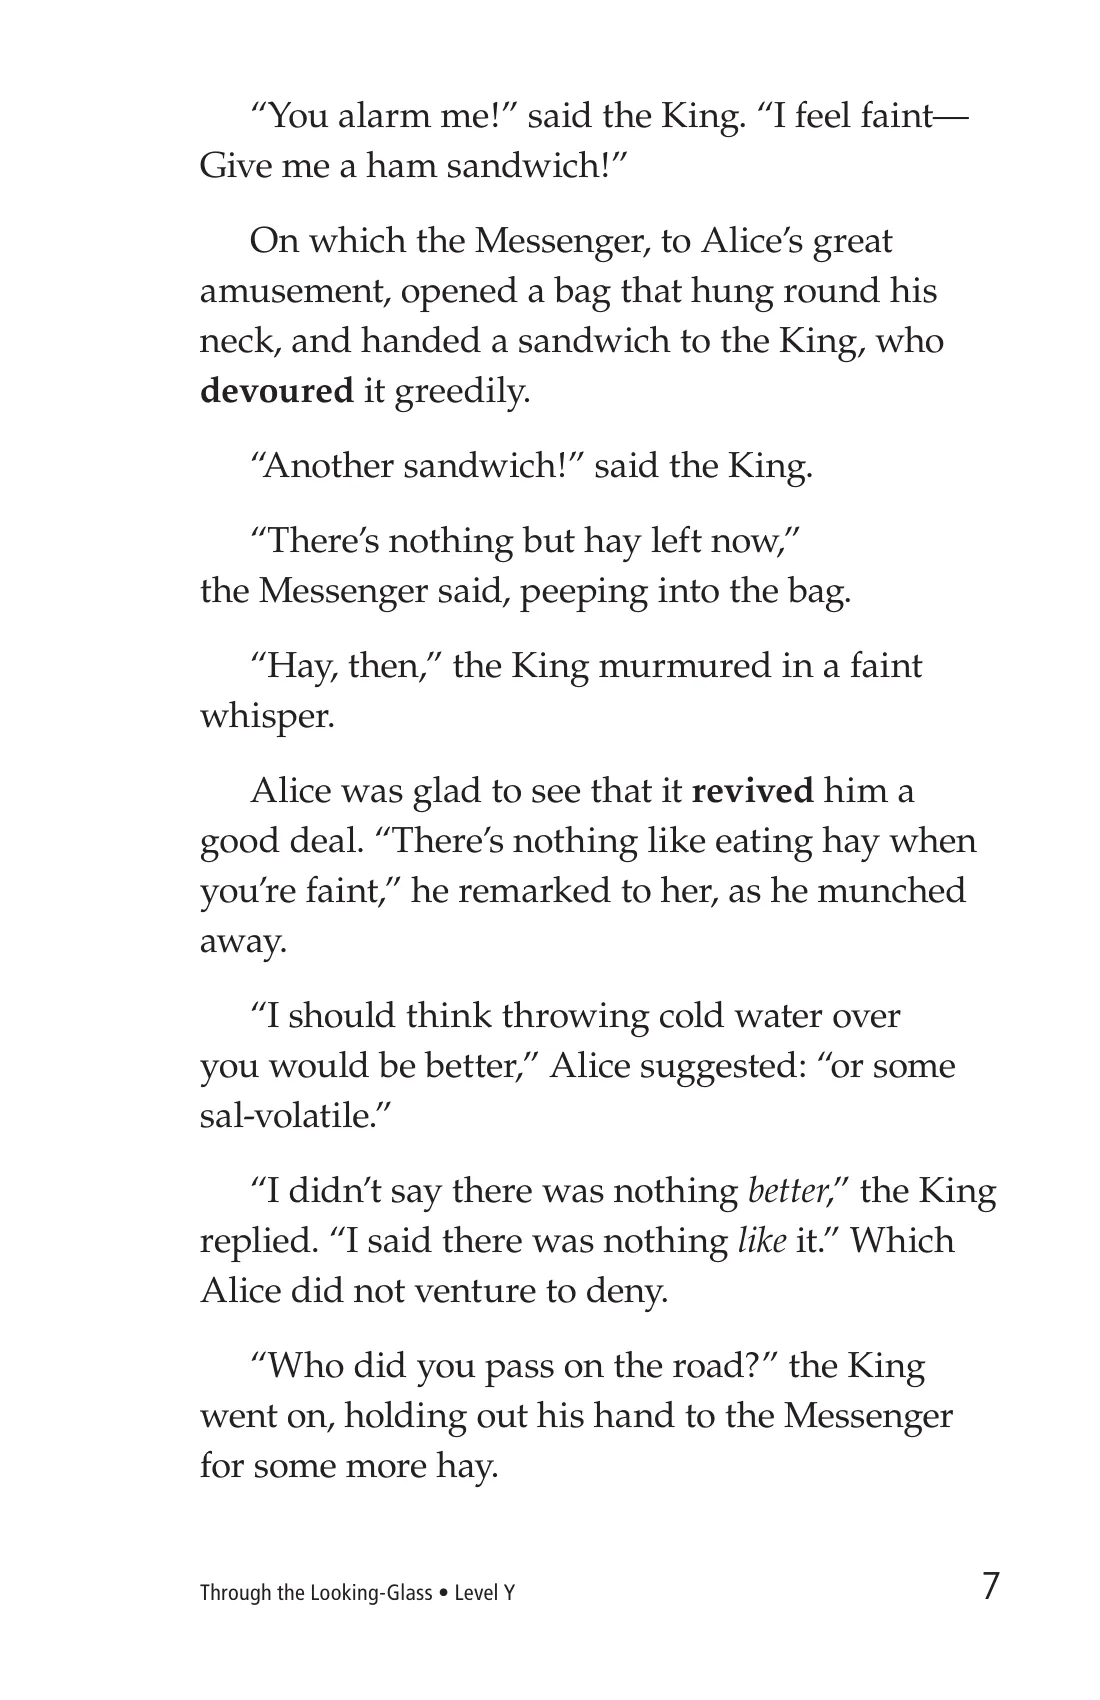 “You alarm me!” said the King. “I feel faint—
Give me a ham sandwich!”
On which the Messenger, to Alice’s great
amusement, opened a bag that hung round his
neck, and handed a sandwich to the King, who
devoured it greedily.
“Another sandwich!” said the King.
“There’s nothing but hay left now,”
the Messenger said, peeping into the bag.
“Hay, then,” the King murmured in a faint
whisper.
Alice was glad to see that it revived him a
good deal. “There’s nothing like eating hay when
you’re faint,” he remarked to her, as he munched
away.
“I should think throwing cold water over
you would be better,” Alice suggested: “or some
sal-volatile.”
“I didn’t say there was nothing better,” the King
replied. “I said there was nothing like it.” Which
Alice did not venture to deny.
“Who did you pass on the road?” the King
went on, holding out his hand to the Messenger
for some more hay.
Through the Looking-Glass • Level Y
7